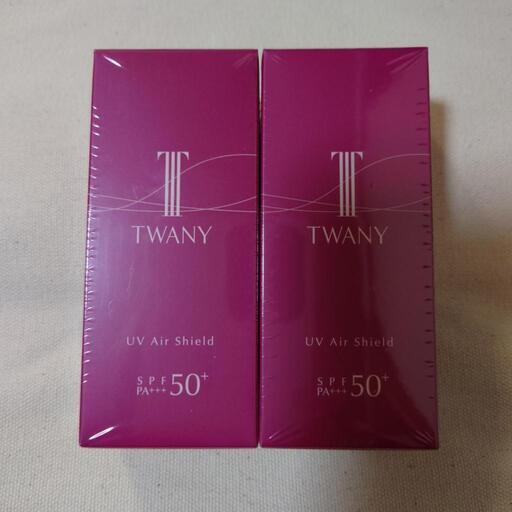 TWANY
UV Air Shield
SPF 50+
PA+++
TWANY
UV Air Shield
SPF 50+
PA+++